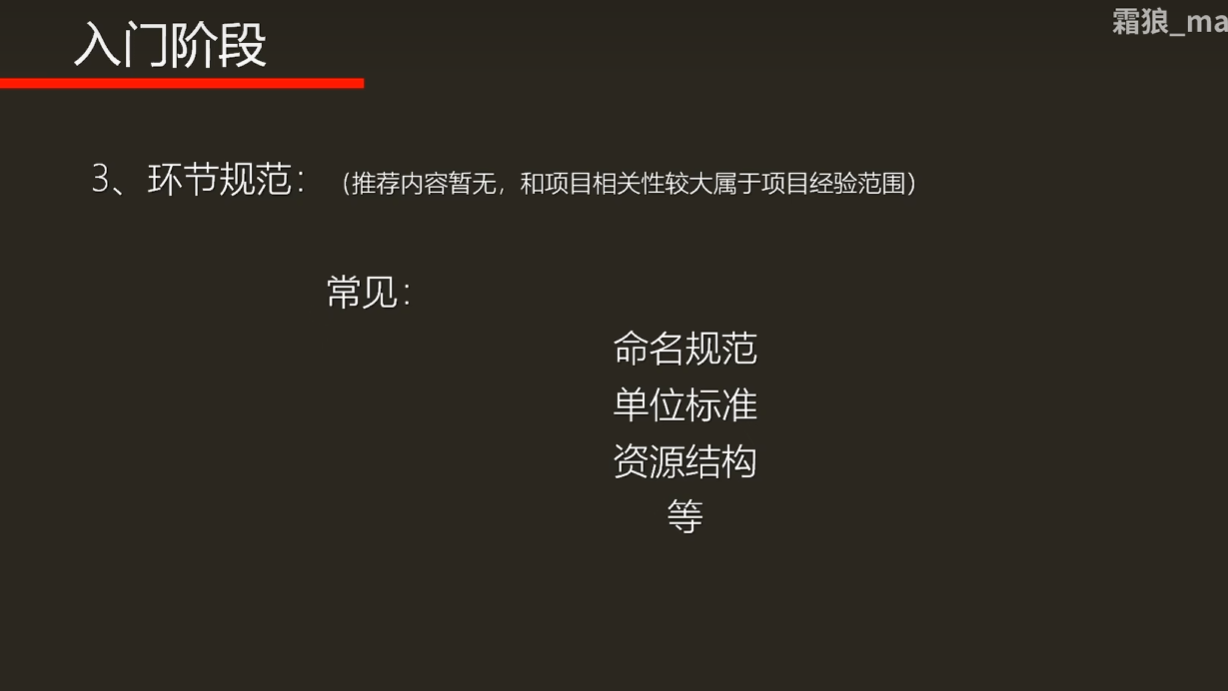 霜狼_ma
入门阶段
3、环节规范：（推荐内容暂无，和项目相关性较大属于项目经验范围）
常见：
命名规范
单位标准
资源结构
等